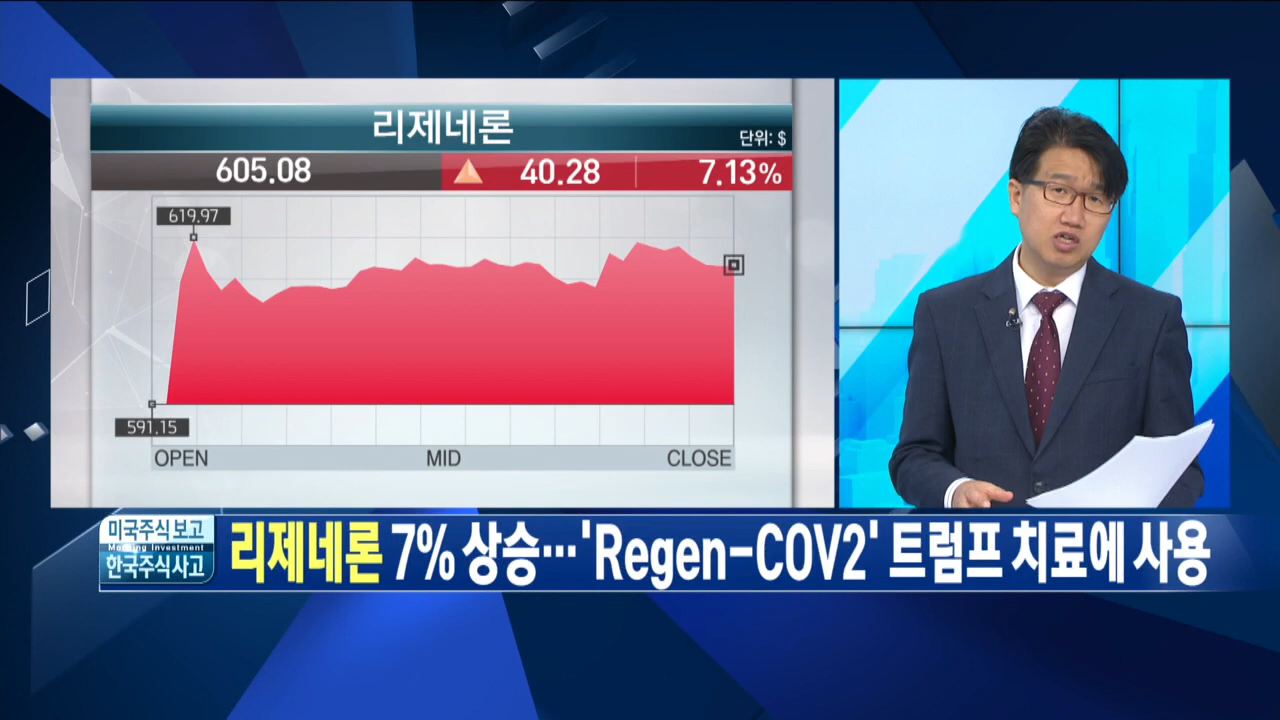 리제네론
단위: $
605.08 ▲ 40.28 7.13%
619.97
591.15
OPEN MID CLOSE
미국주식 보고
Morning Investment
한국주식 사고
리제네론 7% 상승…'Regen-COV2' 트럼프 치료에 사용